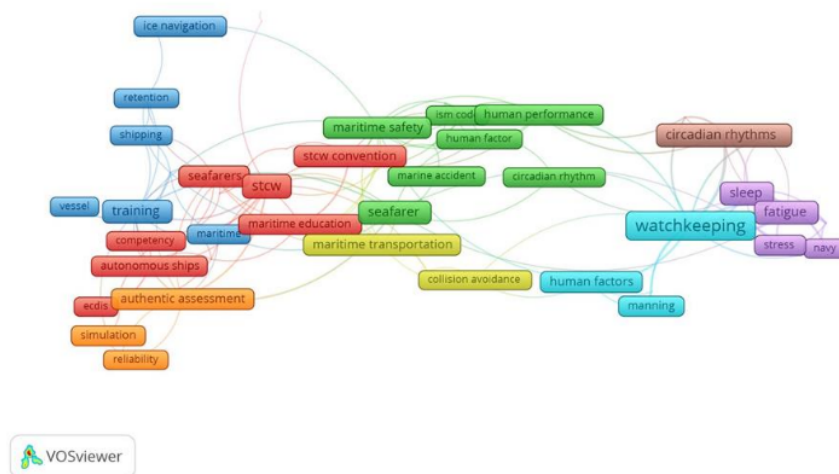 ice navigation
retention
shipping
ism code
human performance
maritime safety
human factor
circadian rhythms
stcw convention
seafarers
stcw
marine accident
circadian rhythm
sleep
vessel
training
seafarer
fatigue
maritime education
watchkeeping
competency
maritime
maritime transportation
stress
navy
autonomous ships
collision avoidance
human factors
ecdis
authentic assessment
manning
simulation
reliability
VOSviewer